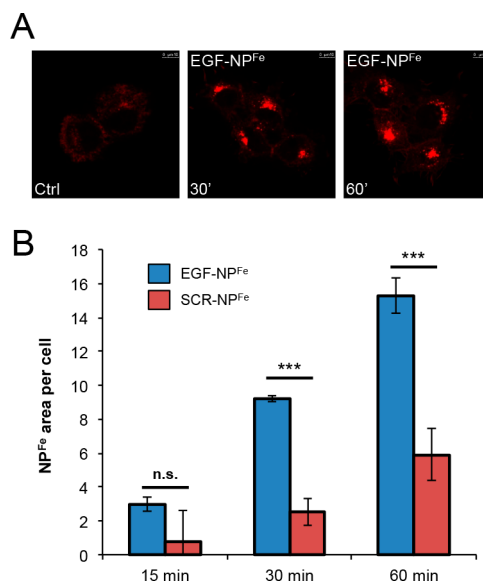 A
Ctrl
EGF-NPFe
30'
EGF-NPFe
60'
B
NPFe area per cell
18
16
14
12
10
8
6
4
2
0
EGF-NPFe
SCR-NPFe
n.s.
***
***
15 min
30 min
60 min